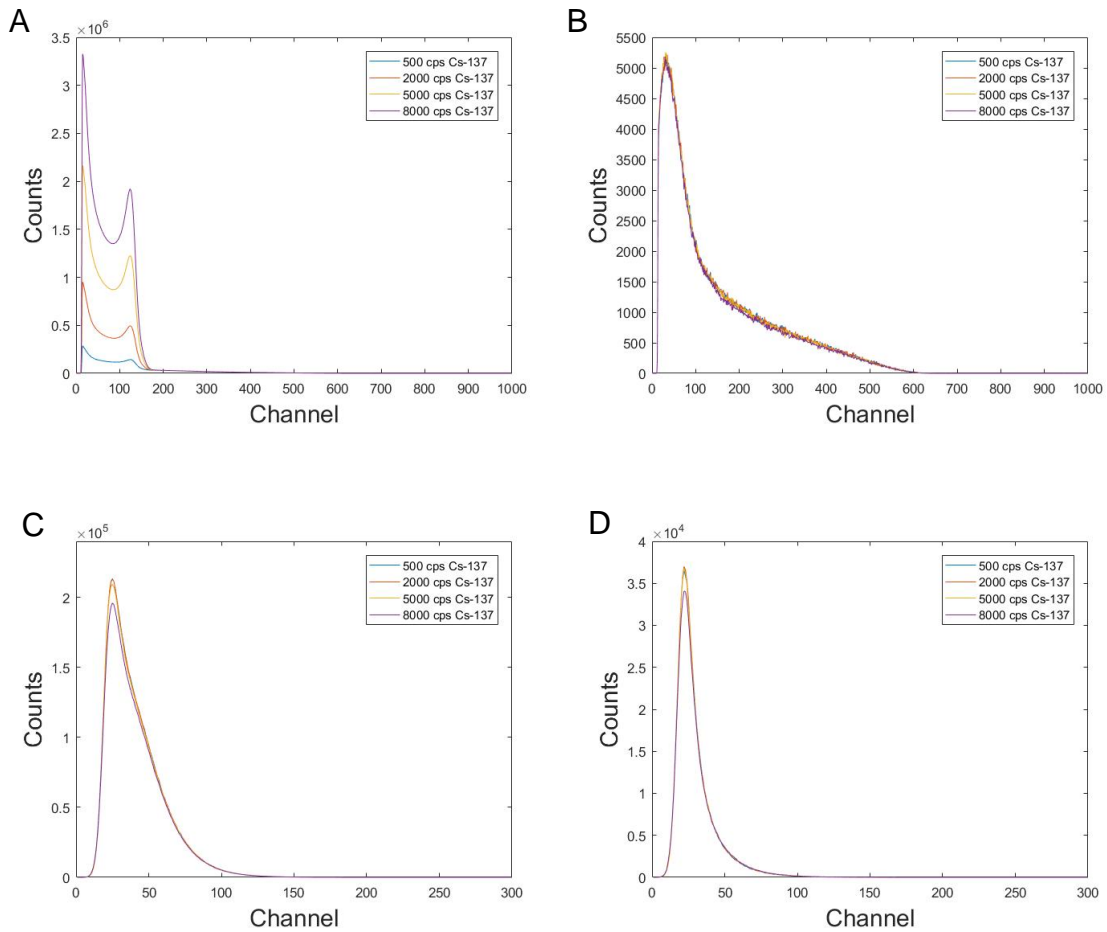 A
× 10⁶
3.5
3
2.5
2
1.5
1
0.5
0
0 100 200 300 400 500 600 700 800 900 1000
Counts
Channel
500 cps Cs-137
2000 cps Cs-137
5000 cps Cs-137
8000 cps Cs-137
B
5500
5000
4500
4000
3500
3000
2500
2000
1500
1000
500
0
0 100 200 300 400 500 600 700 800 900 1000
Counts
Channel
500 cps Cs-137
2000 cps Cs-137
5000 cps Cs-137
8000 cps Cs-137
C
× 10⁵
2
1.5
1
0.5
0
0 50 100 150 200 250 300
Counts
Channel
500 cps Cs-137
2000 cps Cs-137
5000 cps Cs-137
8000 cps Cs-137
D
× 10⁴
4
3.5
3
2.5
2
1.5
1
0.5
0
0 50 100 150 200 250 300
Counts
Channel
500 cps Cs-137
2000 cps Cs-137
5000 cps Cs-137
8000 cps Cs-137